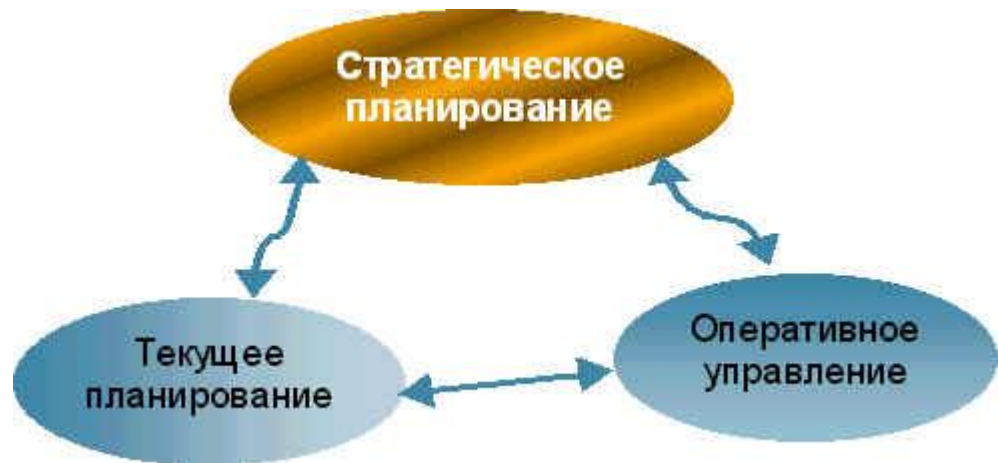 Стратегическое
планирование
Текущее
планирование
Оперативное
управление